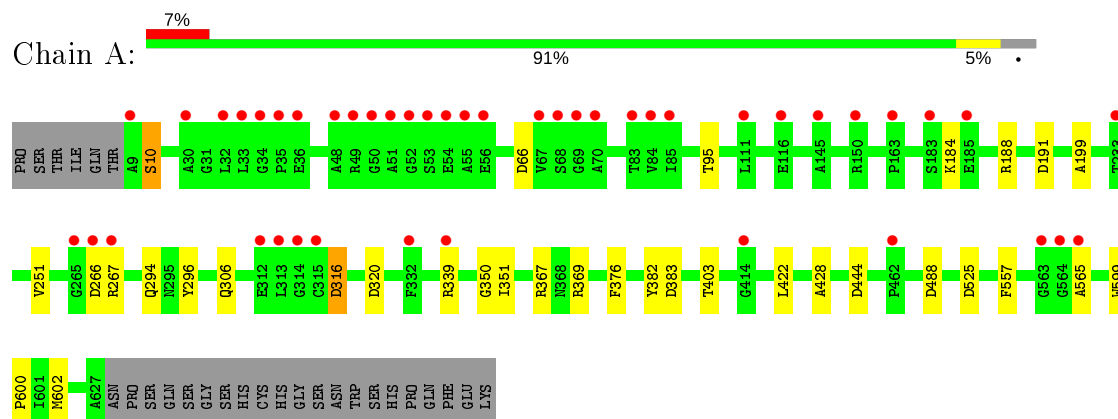 7%
Chain A:
91% 5% •
PRO SER THR ILE GLN THR A9 S10 A30 G31 L32 L33 G34 P35 E36 A48 R49 G50 A51 G52 S53 E54 A55 E56 D66 V67 S68 G69 A70 T83 V84 I85 T95 L111 E116 A145 R150 P163 S183 K184 E185 R188 D191 A199
V251 G265 D266 R267 Q294 N295 Y296 Q306 E312 L313 G314 C315 D316 D320 F332 R339 G350 I351 R367 N368 R369 F376 Y382 D383 T403 G414 L422 A428 D444 P462 D488 D525 F557 G563 G564 A565
P600 I601 M602 A627 ASN PRO SER GLN SER GLY SER HIS CYS HIS GLY SER ASN TRP SER HIS PRO GLN PHE GLU LYS